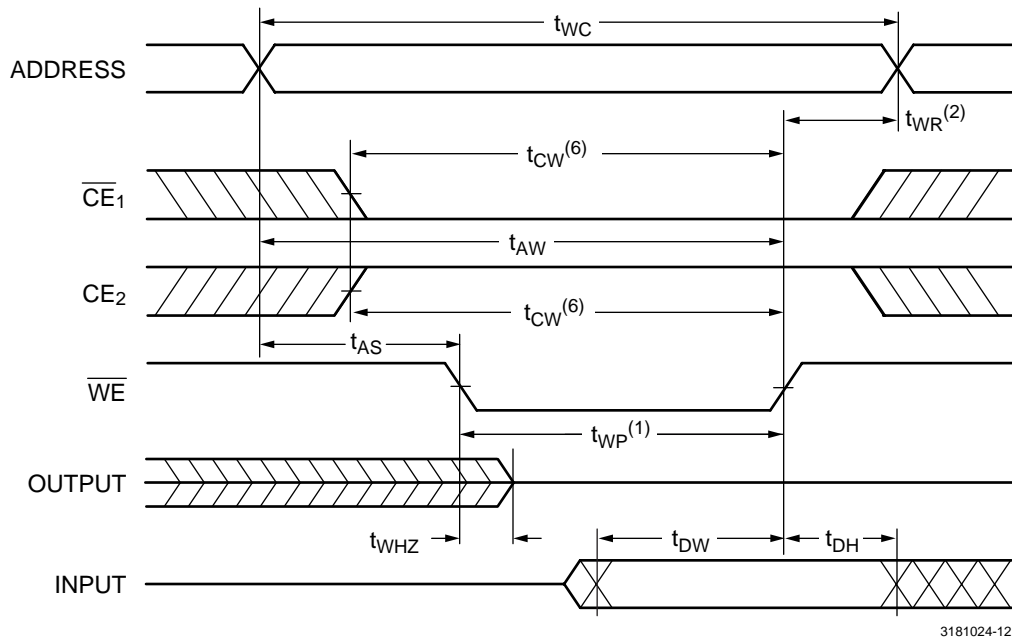 tWC
ADDRESS
tWR(2)
tCW(6)
CE1
tAW
CE2
tCW(6)
tAS
WE
tWP(1)
OUTPUT
tWHZ
tDW
tDH
INPUT
3181024-12